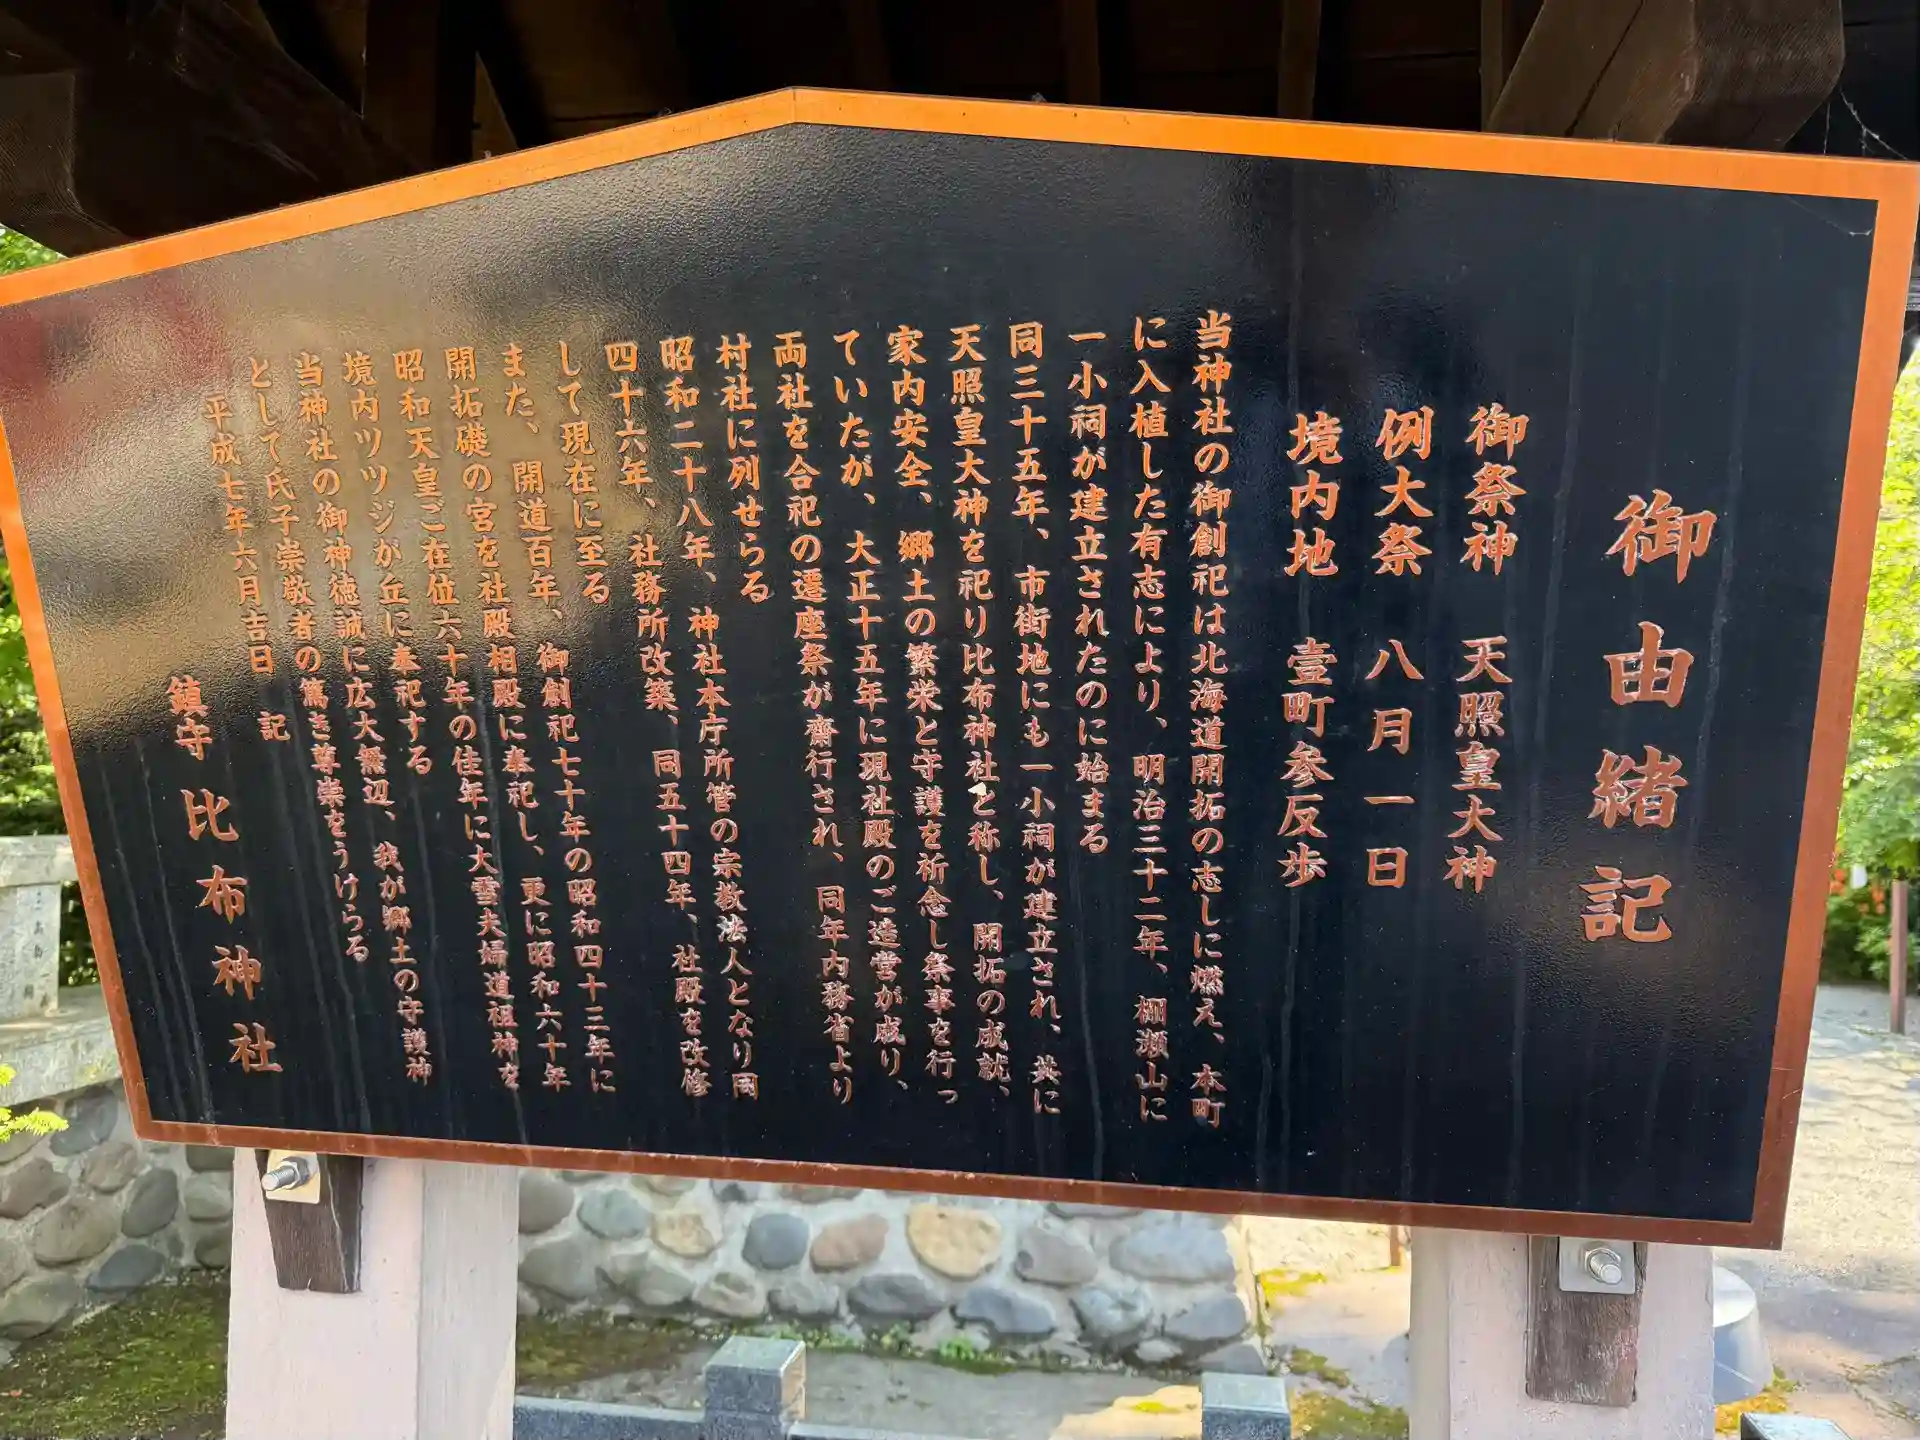 御由緒記
御祭神　天照皇大神
例大祭　八月一日
境内地　壹町参反歩
当神社の御創祀は北海道開拓の志しに燃え、本町
に入植した有志により、明治三十二年、棚瀬山に
一小祠が建立されたのに始まる
同三十五年、市街地にも一小祠が建立され、共に
天照皇大神を祀り比布神社と称し、開拓の成就、
家内安全、郷土の繁栄と守護を祈念し祭事を行っ
ていたが、大正十五年に現社殿のご造営が成り、
両社を合祀の遷座祭が齋行され、同年内務省より
村社に列せらる
昭和二十八年、神社本庁所管の宗教法人となり同
四十六年、社務所改築、同五十四年、社殿を改修
して現在に至る
また、開道百年、御創祀七十年の昭和四十三年に
開拓礎の宮を社殿相殿に奉祀し、更に昭和六十年
昭和天皇ご在位六十年の佳年に大雪夫婦道祖神を
境内ツツジが丘に奉祀する
当神社の御神徳誠に広大無辺、我が郷土の守護神
として氏子崇敬者の篤き尊崇をうけらる
平成七年六月吉日　記
鎮守　比布神社